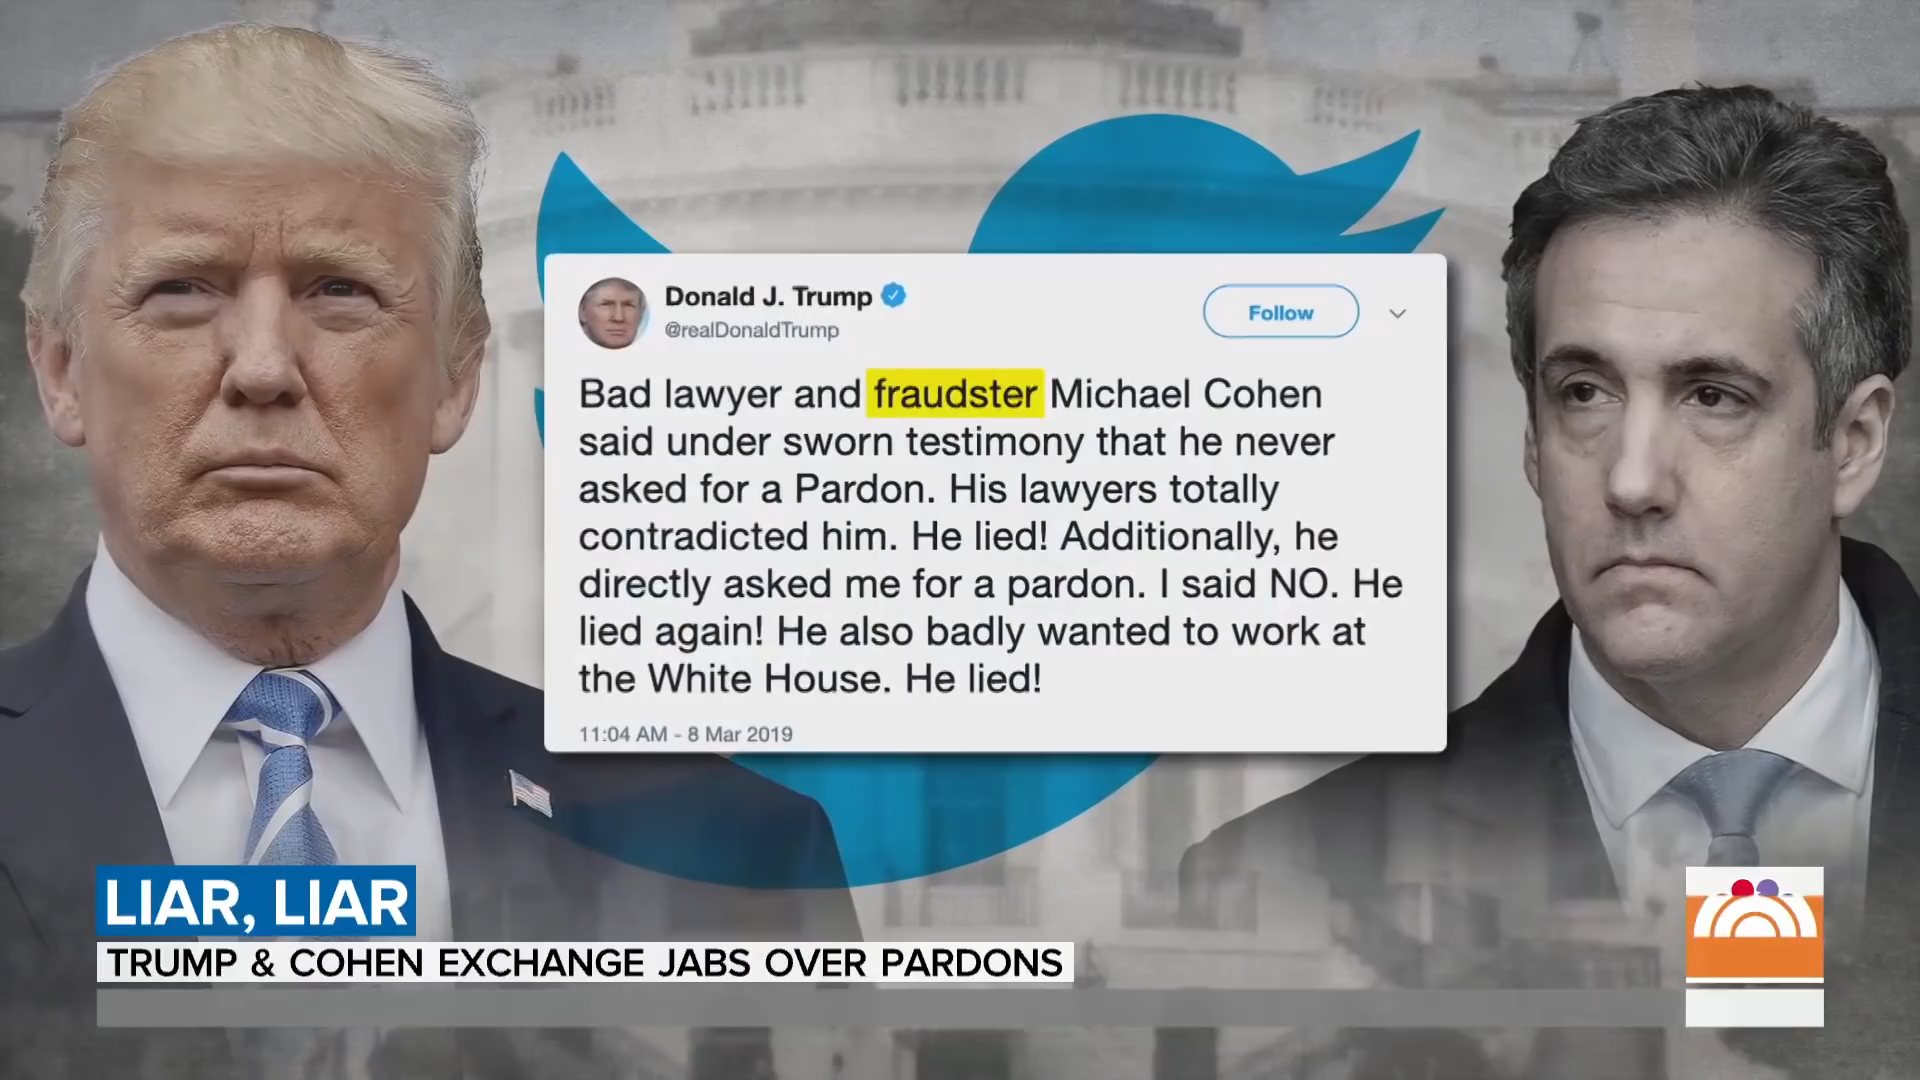 Donald J. Trump
@realDonaldTrump
Follow
Bad lawyer and fraudster Michael Cohen
said under sworn testimony that he never
asked for a Pardon. His lawyers totally
contradicted him. He lied! Additionally, he
directly asked me for a pardon. I said NO. He
lied again! He also badly wanted to work at
the White House. He lied!
11:04 AM - 8 Mar 2019
LIAR, LIAR
TRUMP & COHEN EXCHANGE JABS OVER PARDONS